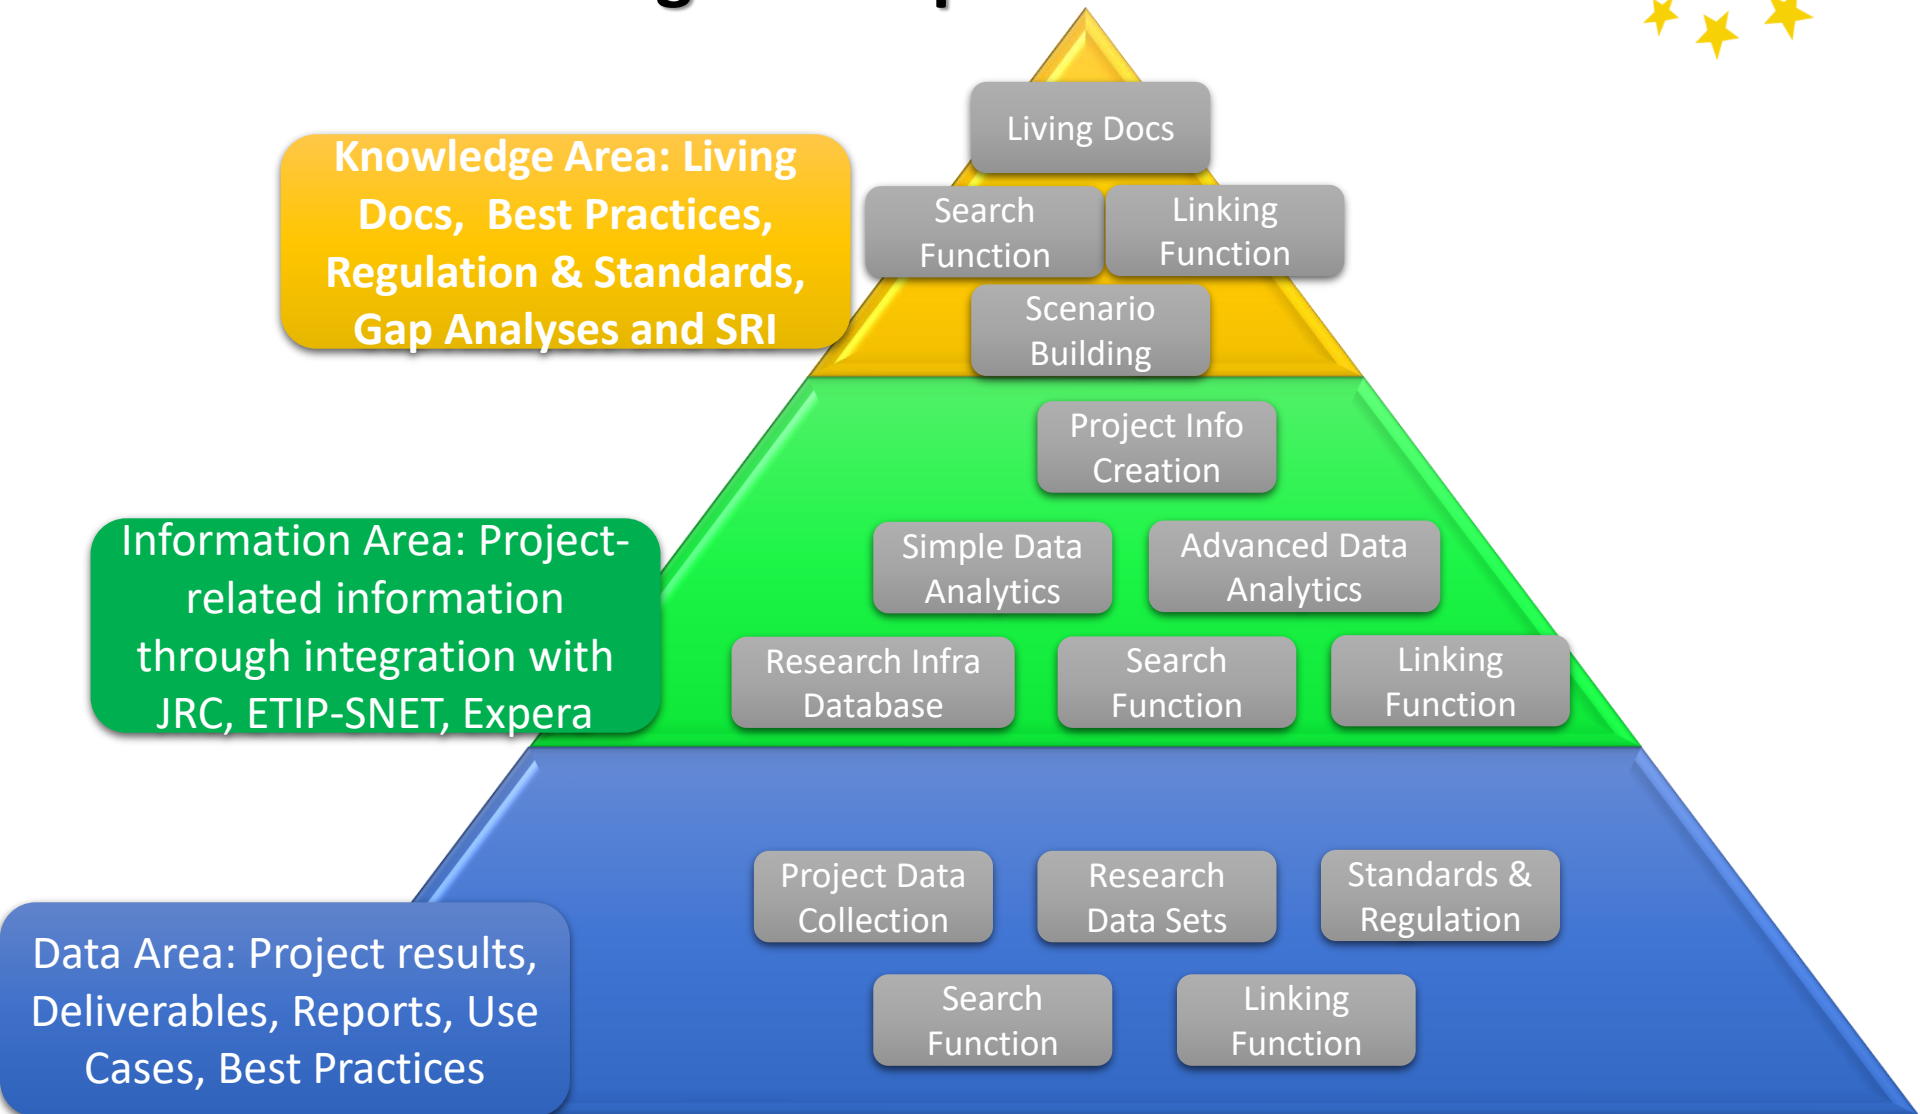 Living Docs
Knowledge Area: Living
Docs, Best Practices,
Regulation & Standards,
Gap Analyses and SRI
Search
Function
Linking
Function
Scenario
Building
Project Info
Creation
Information Area: Project-
related information
through integration with
JRC, ETIP-SNET, Expera
Simple Data
Analytics
Advanced Data
Analytics
Research Infra
Database
Search
Function
Linking
Function
Data Area: Project results,
Deliverables, Reports, Use
Cases, Best Practices
Project Data
Collection
Research
Data Sets
Standards &
Regulation
Search
Function
Linking
Function